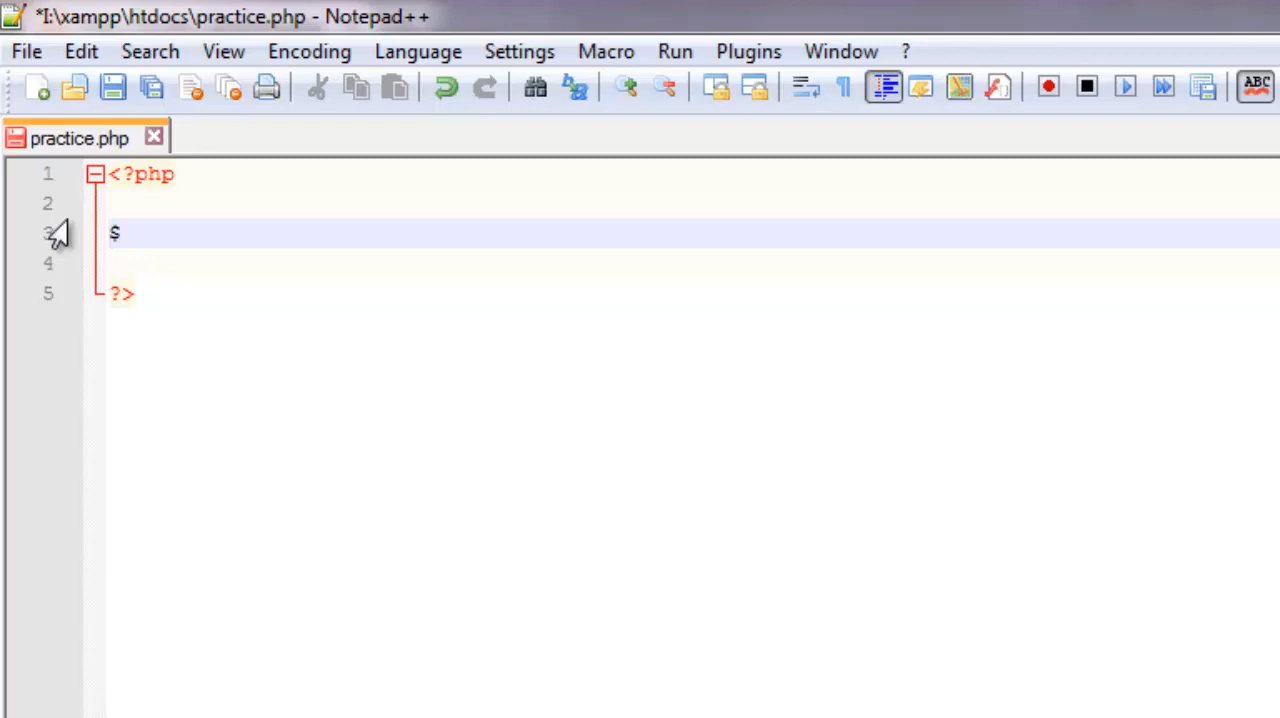 *I:\xampp\htdocs\practice.php - Notepad++
File Edit Search View Encoding Language Settings Macro Run Plugins Window ?
ABC
practice.php
1 <?php
2
3 $
4
5 ?>